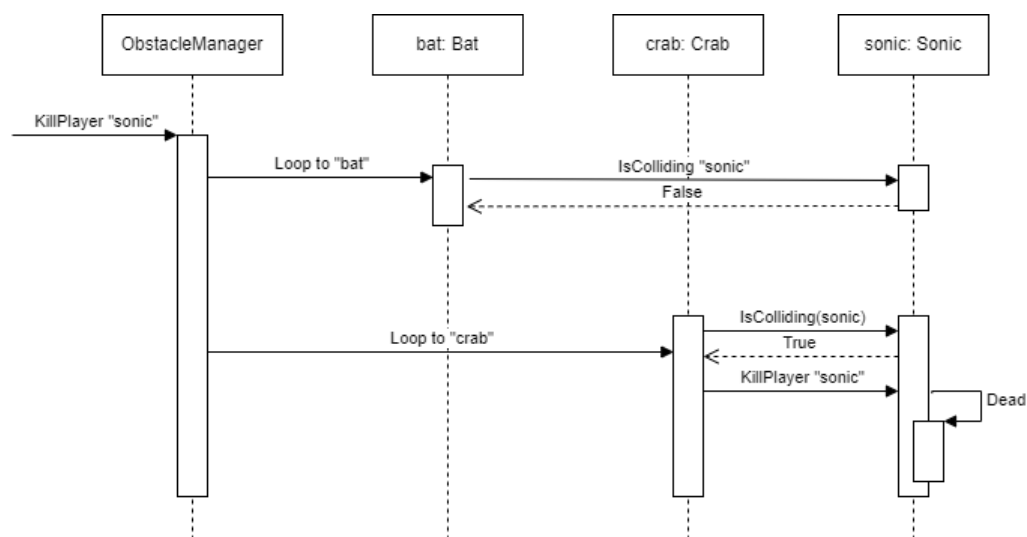 ObstacleManager
bat: Bat
crab: Crab
sonic: Sonic
KillPlayer "sonic"
Loop to "bat"
IsColliding "sonic"
False
IsColliding(sonic)
Loop to "crab"
True
KillPlayer "sonic"
Dead